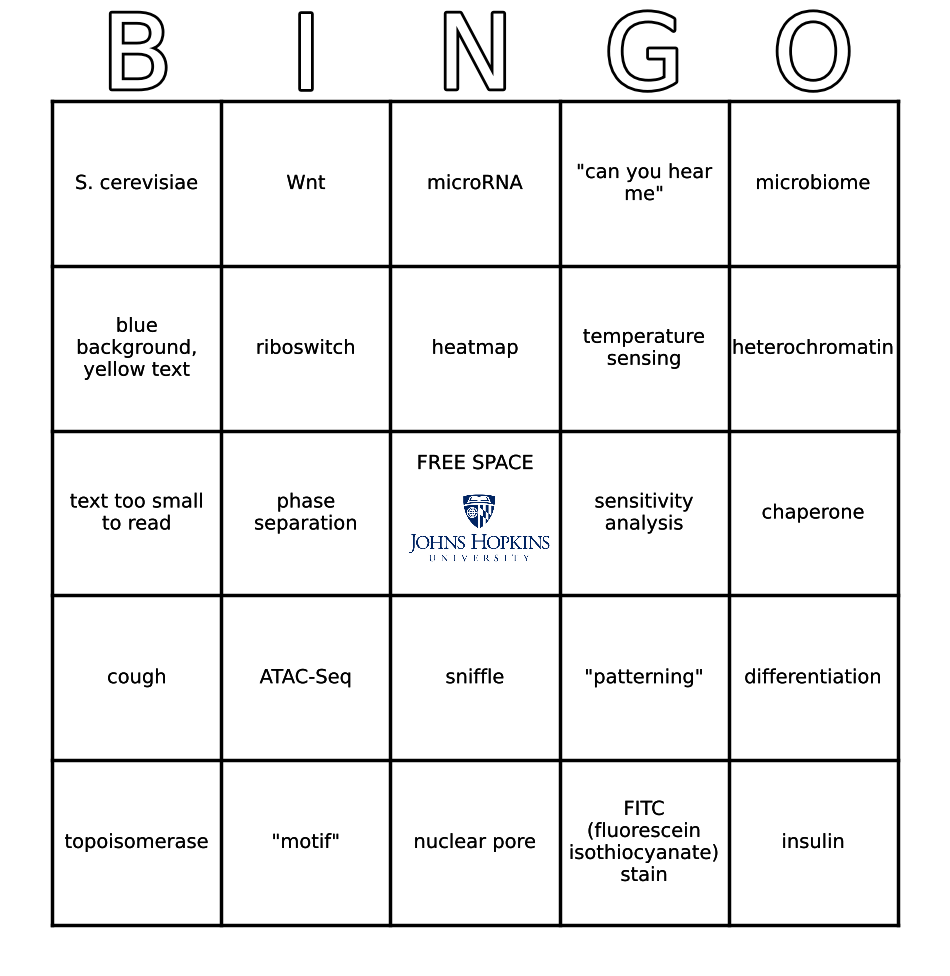 B I N G O
S. cerevisiae
Wnt
microRNA
"can you hear
me"
microbiome
blue
background,
yellow text
riboswitch
heatmap
temperature
sensing
heterochromatin
text too small
to read
phase
separation
FREE SPACE
JOHNS HOPKINS
UNIVERSITY
sensitivity
analysis
chaperone
cough
ATAC-Seq
sniffle
"patterning"
differentiation
topoisomerase
"motif"
nuclear pore
FITC
(fluorescein
isothiocyanate)
stain
insulin